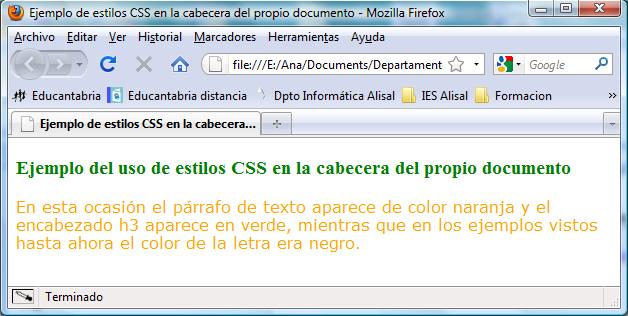 Ejemplo de estilos CSS en la cabecera del propio documento - Mozilla Firefox
Archivo Editar Ver Historial Marcadores Herramientas Ayuda
file:///E:/Ana/Documents/Departament Google
Educantabria Educantabria distancia Dpto Informática Alisal IES Alisal Formacion »
Ejemplo de estilos CSS en la cabecera...
Ejemplo del uso de estilos CSS en la cabecera del propio documento
En esta ocasión el párrafo de texto aparece de color naranja y el
encabezado h3 aparece en verde, mientras que en los ejemplos vistos
hasta ahora el color de la letra era negro.
Terminado